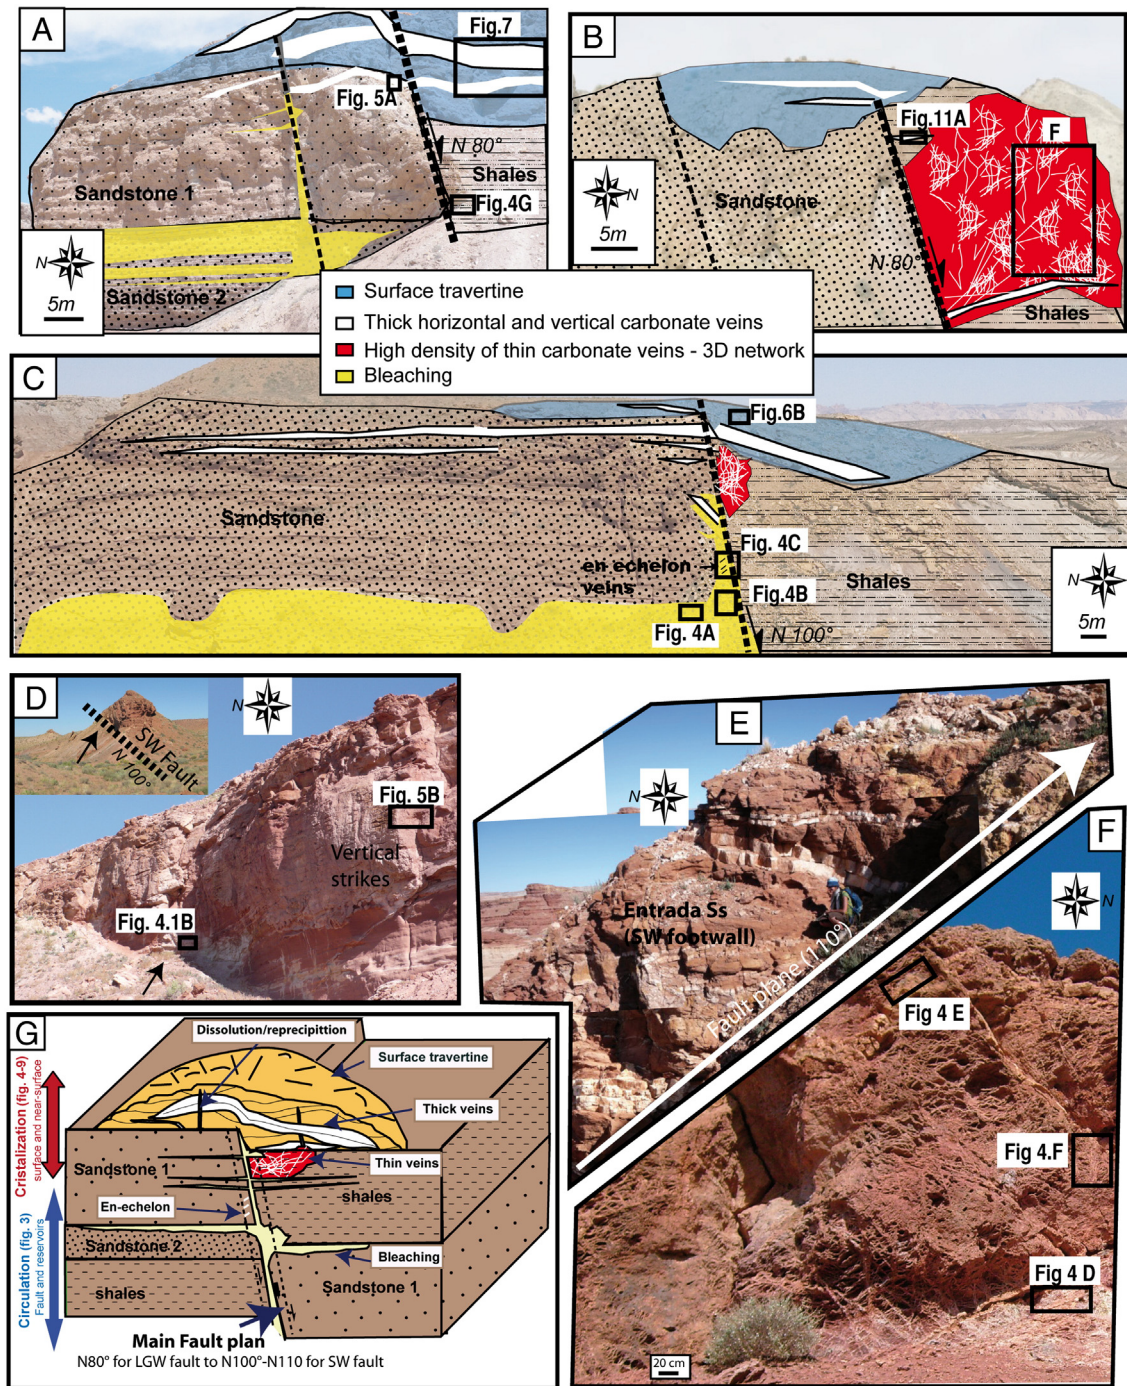 A
Fig.7
Fig. 5A
N 80°
Shales
Fig.4G
Sandstone 1
Sandstone 2
N
5m
B
Fig.11A
F
Sandstone
N 80°
Shales
N
5m
Surface travertine
Thick horizontal and vertical carbonate veins
High density of thin carbonate veins - 3D network
Bleaching
C
Fig.6B
Sandstone
Fig. 4C
en echelon
veins
Fig.4B
Fig. 4A
Shales
N 100°
N
5m
D
SW Fault
N 100°
N
Fig. 5B
Vertical
strikes
Fig. 4.1B
E
N
Entrada Ss
(SW footwall)
Fault plane (110°)
F
N
Fig 4 E
Fig 4.F
Fig 4 D
20 cm
G
Dissolution/reprecipittion
Surface travertine
Thick veins
Thin veins
Sandstone 1
shales
En-echelon
Sandstone 2
Bleaching
shales
Sandstone 1
Main Fault plan
N80° for LGW fault to N100°-N110 for SW fault
Cristalization (fig. 4-9)
surface and near-surface
Circulation (fig. 3)
Fault and reservoirs